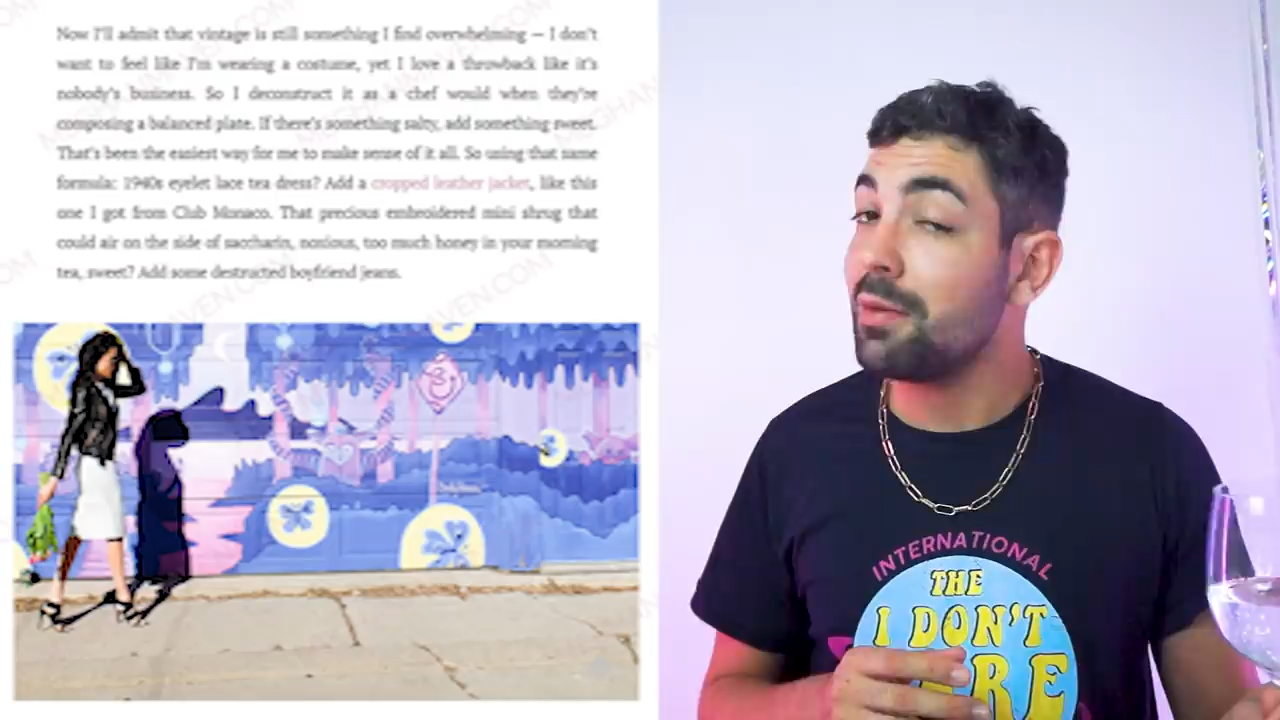 Now I'll admit that vintage is still something I find overwhelming — I don't
want to feel like I'm wearing a costume, yet I love a throwback like it's
nobody's business. So I deconstruct it as a chef would when they're
composing a balanced plate. If there's something salty, add something sweet.
That's been the easiest way for me to make sense of it all. So using that same
formula: 1940s eyelet lace tea dress? Add a cropped leather jacket, like this
one I got from Club Monaco. That precious embroidered mini shrug that
could air on the side of saccharin, noxious, too much honey in your morning
tea, sweet? Add some destructed boyfriend jeans.
3
INTERNATIONAL
THE
I DON'T